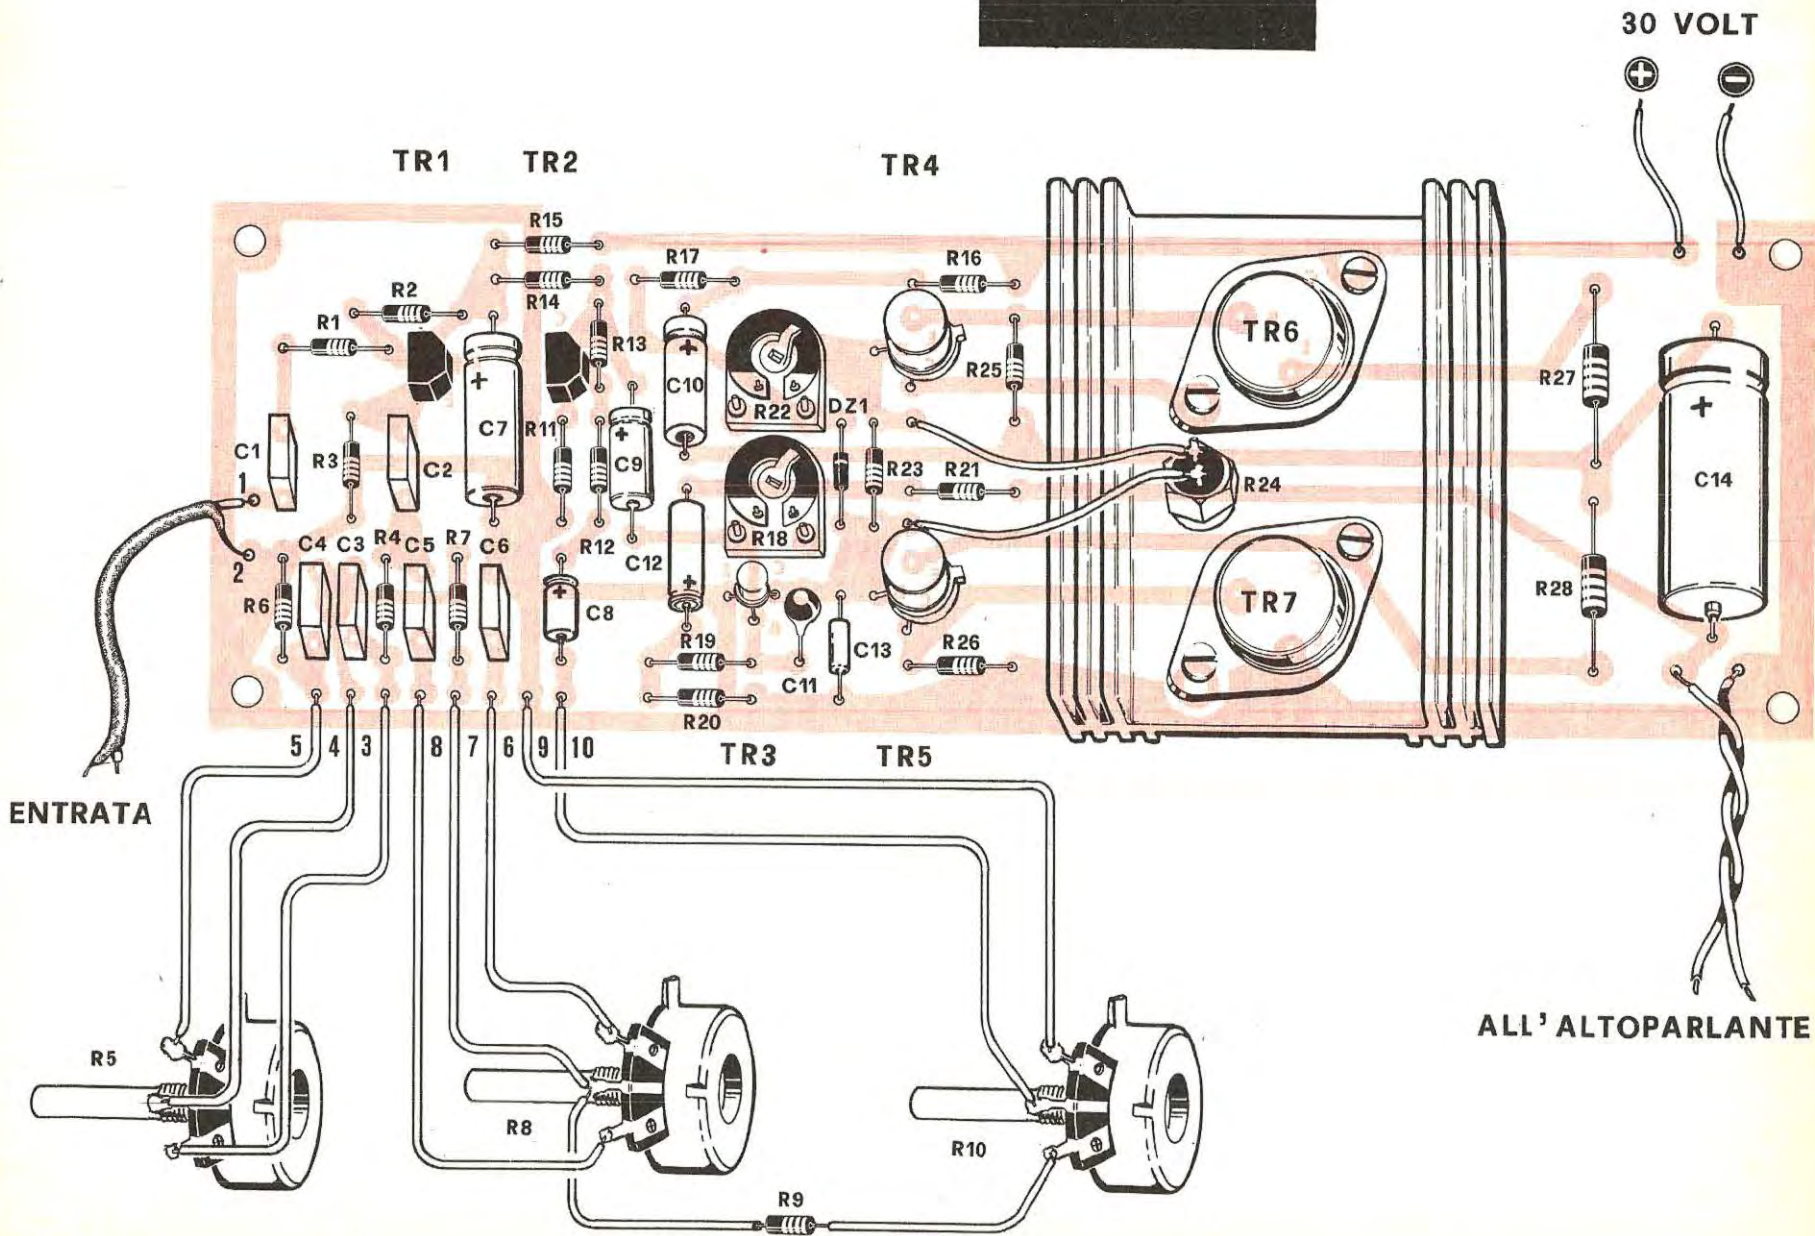 30 VOLT
+ −
TR1 TR2 TR4
R15
R17 R16
R2 R14
R1 R13
TR6
C10 R25 R27
R22 DZ1
C7 R11
C1 R3 C2 C9 R23 R21 R24 C14
1
R18
C4 C3 R4 C5 R7 C6 R12 C12
2
R6 C8 TR7 R28
R19 C13 R26
C11
R20
5 4 3 8 7 6 9 10 TR3 TR5
ENTRATA
ALL' ALTOPARLANTE
R5
R8 R10
R9